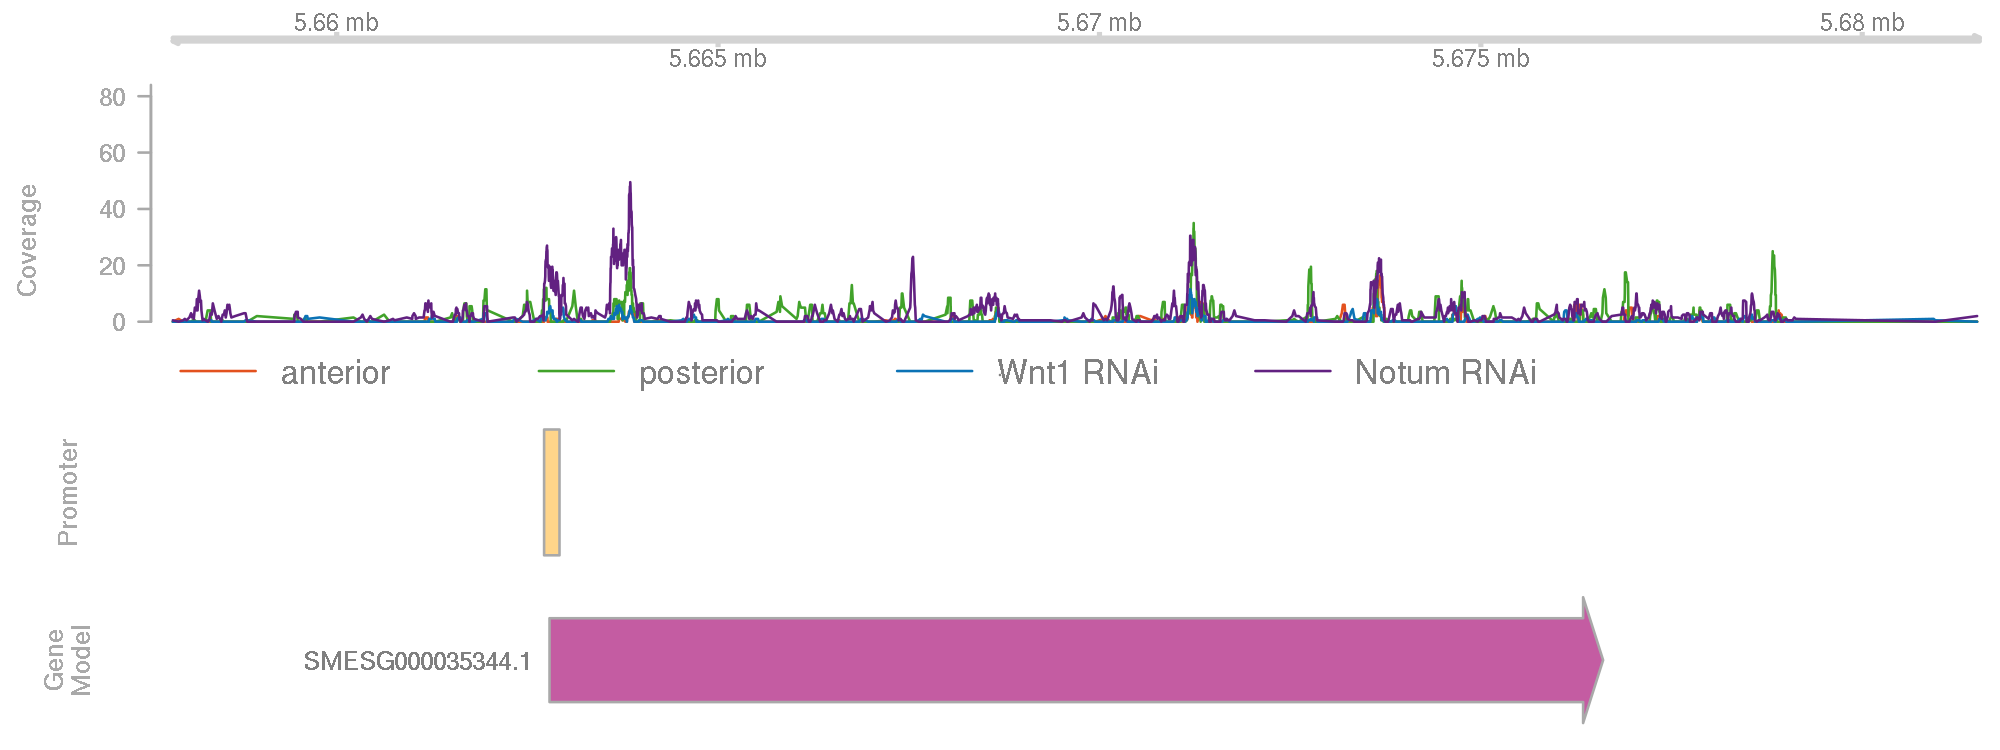 5.66 mb 5.67 mb 5.68 mb
5.665 mb 5.675 mb
Coverage
80
60
40
20
0
anterior posterior Wnt1 RNAi Notum RNAi
Promoter
Gene
Model
SMESG000035344.1